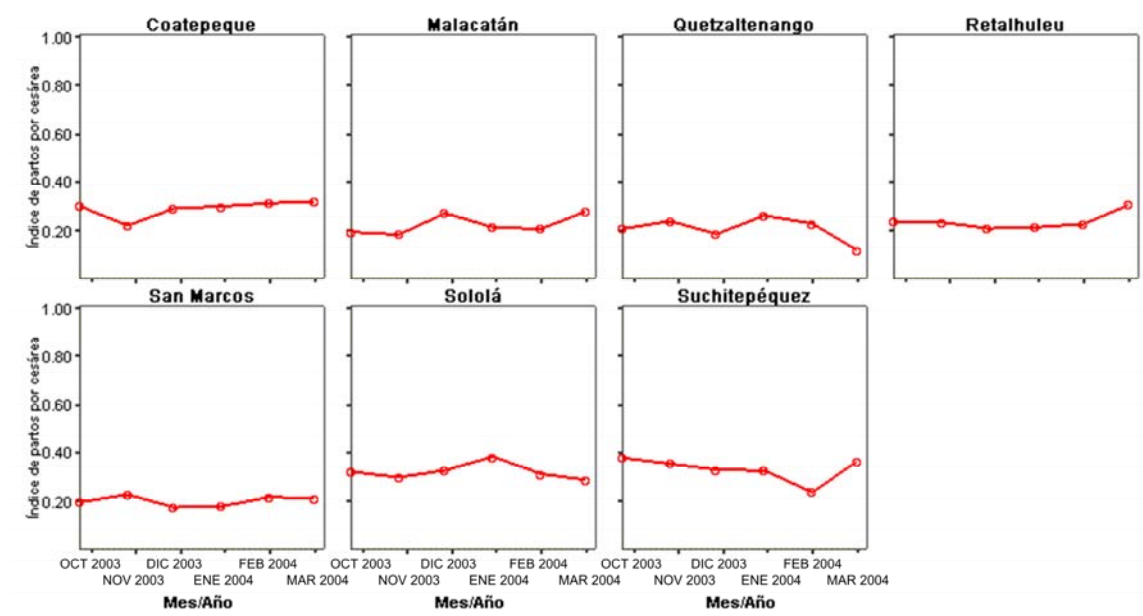 Coatepeque
Malacatán
Quetzaltenango
Retalhuleu
1.00
0.80
0.60
0.40
0.20
Índice de partos por cesárea
San Marcos
Sololá
Suchitepéquez
1.00
0.80
0.60
0.40
0.20
Índice de partos por cesárea
OCT 2003 DIC 2003 FEB 2004
NOV 2003 ENE 2004 MAR 2004
Mes/Año
OCT 2003 DIC 2003 FEB 2004
NOV 2003 ENE 2004 MAR 2004
Mes/Año
OCT 2003 DIC 2003 FEB 2004
NOV 2003 ENE 2004 MAR 2004
Mes/Año